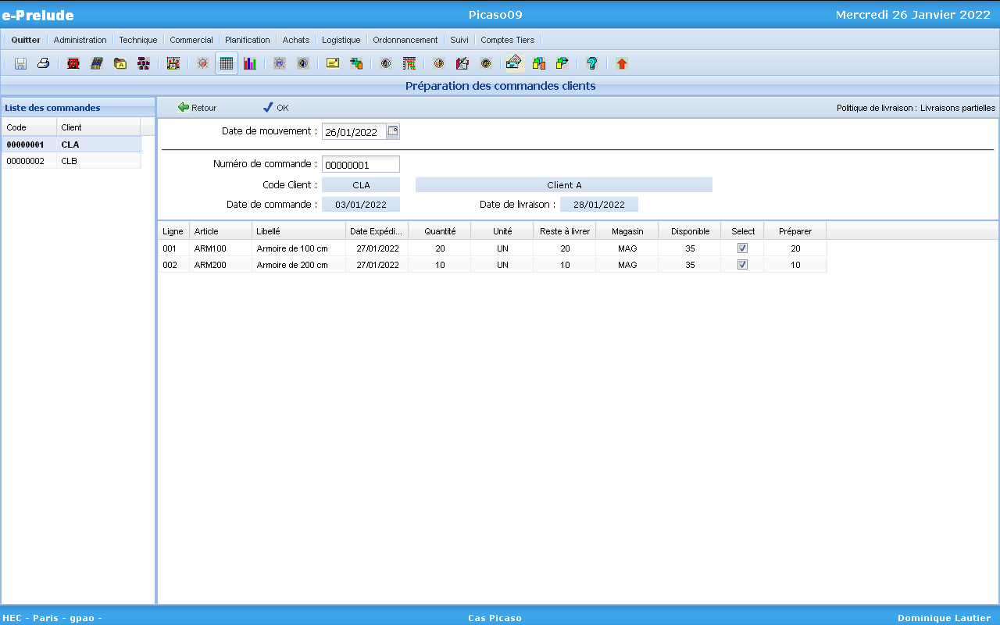 e-Prelude Picaso09 Mercredi 26 Janvier 2022
Quitter Administration Technique Commercial Planification Achats Logistique Ordonnancement Suivi Comptes Tiers
Préparation des commandes clients
Liste des commandes
Code Client
00000001 CLA
00000002 CLB
Retour OK Politique de livraison : Livraisons partielles
Date de mouvement : 26/01/2022
Numéro de commande : 00000001
Code Client : CLA Client A
Date de commande : 03/01/2022 Date de livraison : 28/01/2022
Ligne Article Libellé Date Expédi... Quantité Unité Reste à livrer Magasin Disponible Select Préparer
001 ARM100 Armoire de 100 cm 27/01/2022 20 UN 20 MAG 35 20
002 ARM200 Armoire de 200 cm 27/01/2022 10 UN 10 MAG 35 10
HEC - Paris - gpao - Cas Picaso Dominique Lautier